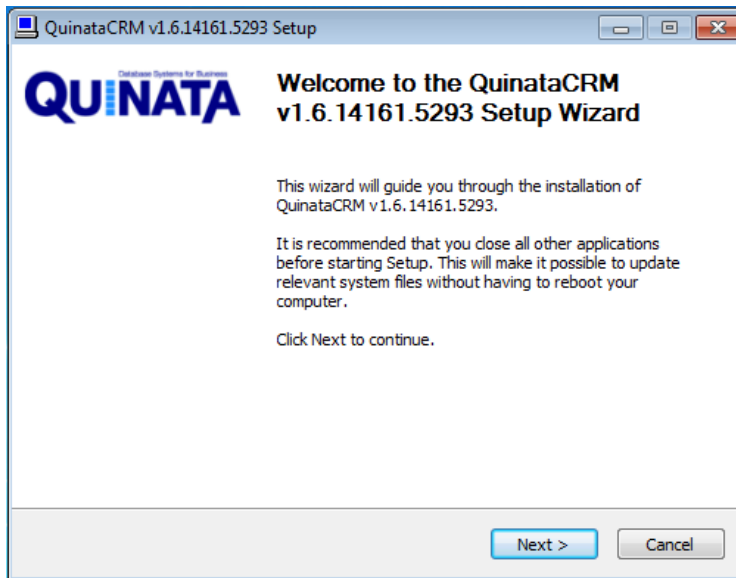 QuinataCRM v1.6.14161.5293 Setup
Database Systems for Business
QUINATA
Welcome to the QuinataCRM
v1.6.14161.5293 Setup Wizard
This wizard will guide you through the installation of
QuinataCRM v1.6.14161.5293.
It is recommended that you close all other applications
before starting Setup. This will make it possible to update
relevant system files without having to reboot your
computer.
Click Next to continue.
Next >
Cancel